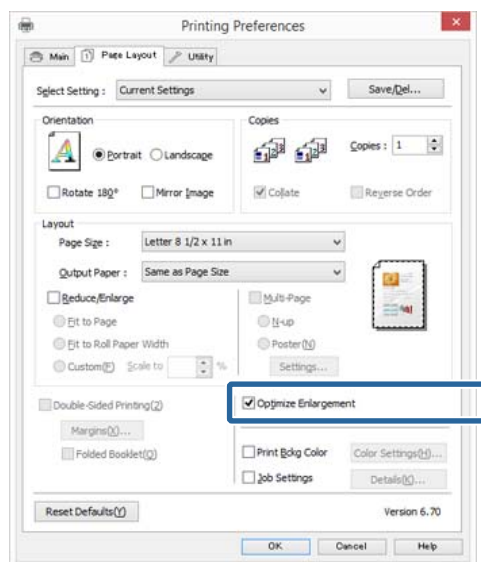 Printing Preferences
Main Page Layout Utility
Select Setting : Current Settings Save/Del...
Orientation Copies
Portrait Landscape Copies : 1
Rotate 180° Mirror Image Collate Reverse Order
Layout
Page Size : Letter 8 1/2 x 11 in
Output Paper : Same as Page Size
Reduce/Enlarge Multi-Page
Fit to Page N-up
Fit to Roll Paper Width Poster(N)
Custom(F) Scale to % Settings...
Double-Sided Printing(2) Optimize Enlargement
Margins(X)...
Folded Booklet(Q) Print Bckg Color Color Settings(H)...
Job Settings Details(K)...
Reset Defaults(Y) Version 6.70
OK Cancel Help